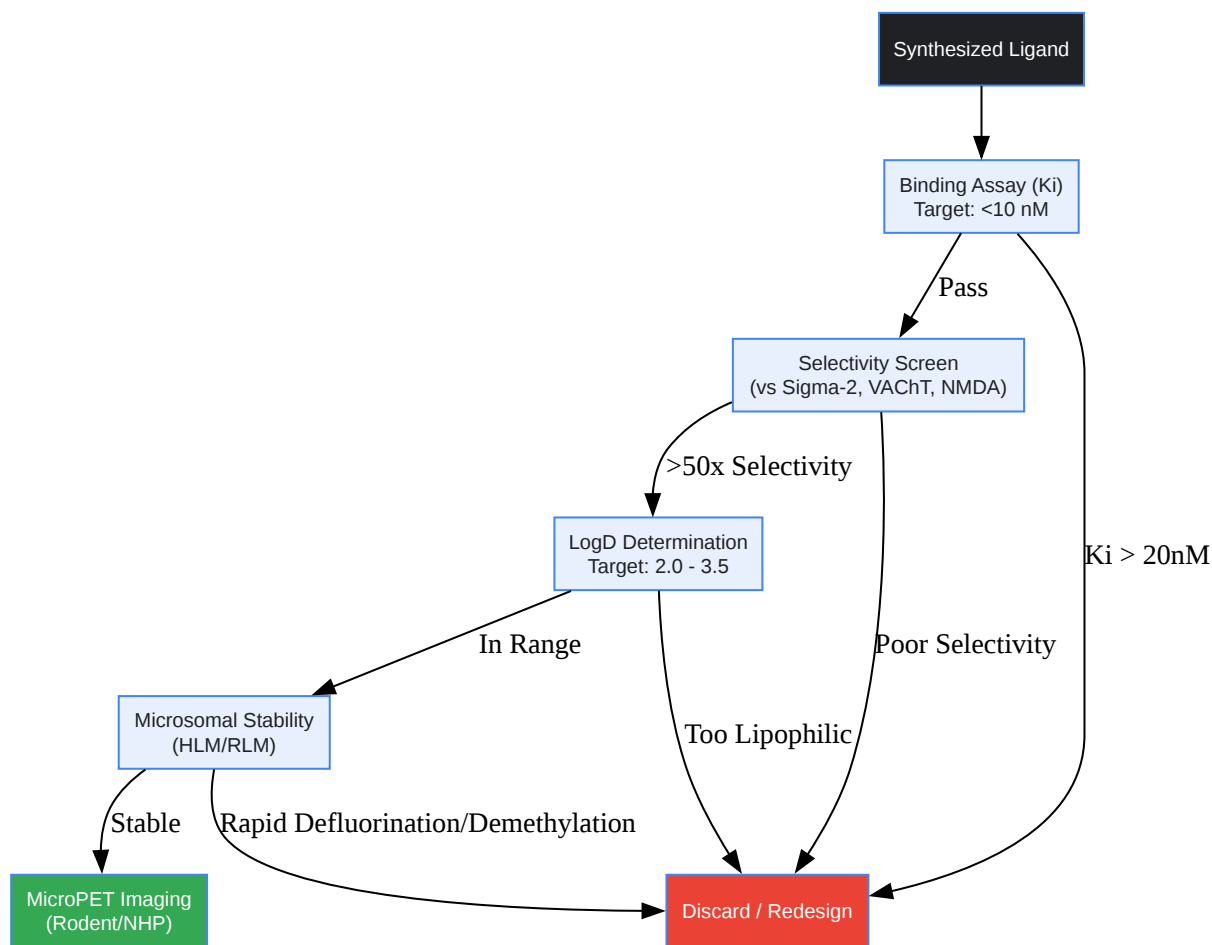 Synthesized Ligand
Binding Assay (Ki)
Target: <10 nM
Pass
Selectivity Screen
(vs Sigma-2, VAChT, NMDA)
>50x Selectivity
LogD Determination
Target: 2.0 - 3.5
Ki > 20nM
In Range
Poor Selectivity
Microsomal Stability
(HLM/RLM)
Too Lipophilic
Stable
Rapid Defluorination/Demethylation
MicroPET Imaging
(Rodent/NHP)
Discard / Redesign